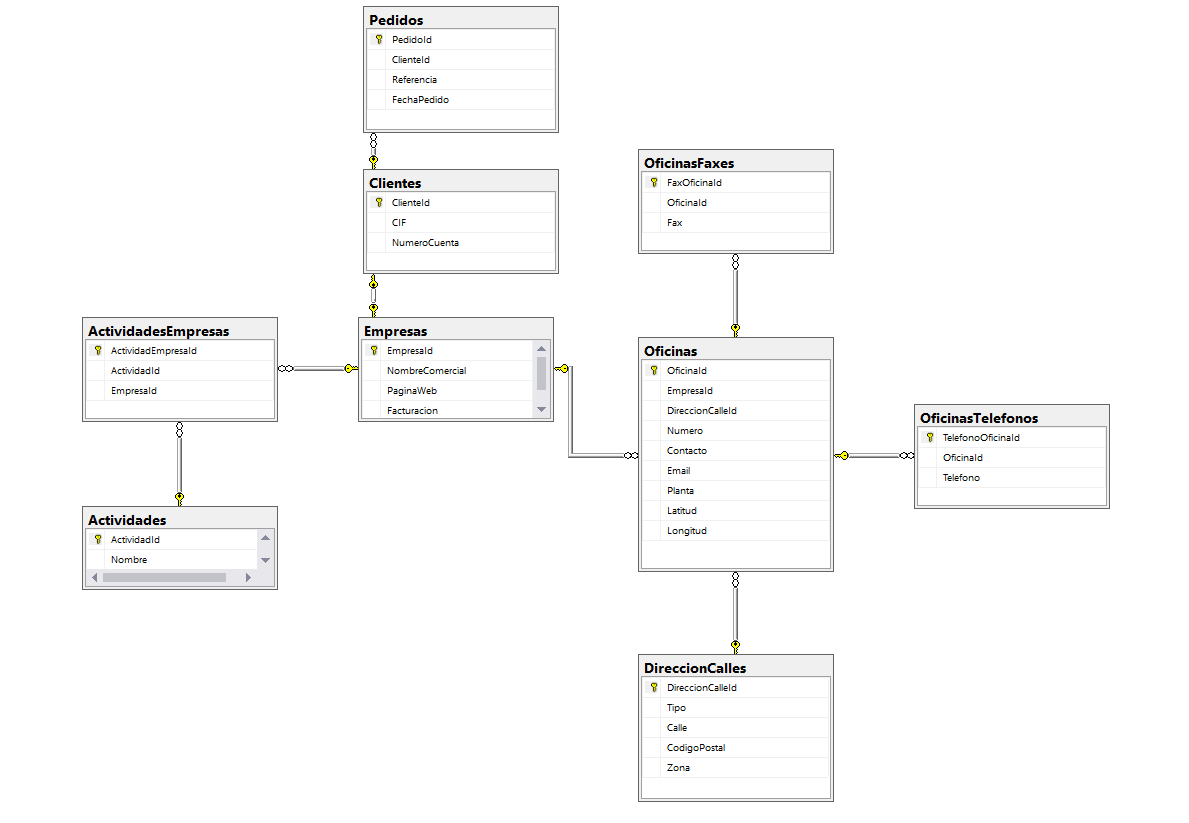 Pedidos
PedidoId
ClienteId
Referencia
FechaPedido
Clientes
ClienteId
CIF
NumeroCuenta
OficinasFaxes
FaxOficinaId
OficinaId
Fax
ActividadesEmpresas
ActividadEmpresaId
ActividadId
EmpresaId
Empresas
EmpresaId
NombreComercial
PaginaWeb
Facturacion
Oficinas
OficinaId
EmpresaId
DireccionCalleId
Numero
Contacto
Email
Planta
Latitud
Longitud
OficinasTelefonos
TelefonoOficinaId
OficinaId
Telefono
Actividades
ActividadId
Nombre
DireccionCalles
DireccionCalleId
Tipo
Calle
CodigoPostal
Zona